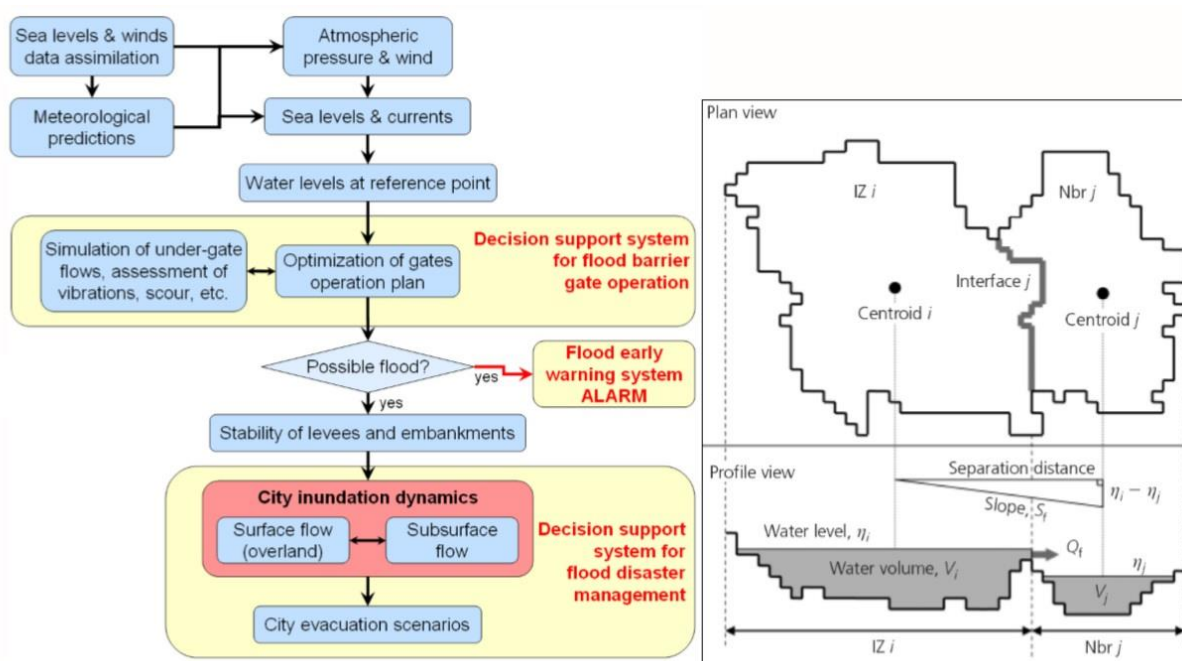 Sea levels & winds
data assimilation
Atmospheric
pressure & wind
Meteorological
predictions
Sea levels & currents
Water levels at reference point
Simulation of under-gate
flows, assessment of
vibrations, scour, etc.
Optimization of gates
operation plan
Decision support system
for flood barrier
gate operation
Possible flood?
yes
Flood early
warning system
ALARM
yes
Stability of levees and embankments
City inundation dynamics
Surface flow
(overland)
Subsurface
flow
Decision support
system for
flood disaster
management
City evacuation scenarios
Plan view
IZ i
Nbr j
Interface j
Centroid i
Centroid j
Profile view
Separation distance
ηi − ηj
Slope, Sf
Water level, ηi
Qf
Water volume, Vi
ηj
Vj
IZ i
Nbr j